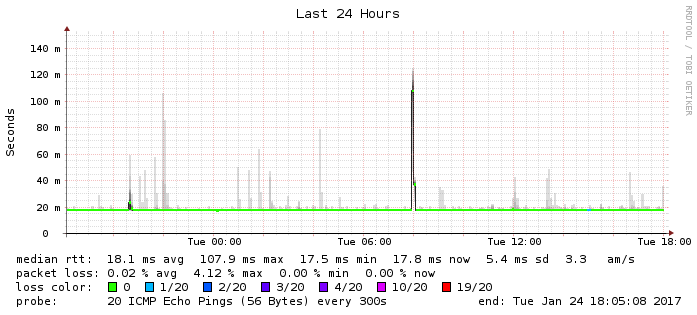 Last 24 Hours
RRDTOOL / TOBI OETIKER
Seconds
140 m
120 m
100 m
80 m
60 m
40 m
20 m
0
Tue 00:00 Tue 06:00 Tue 12:00 Tue 18:00
median rtt: 18.1 ms avg 107.9 ms max 17.5 ms min 17.8 ms now 5.4 ms sd 3.3 am/s
packet loss: 0.02 % avg 4.12 % max 0.00 % min 0.00 % now
loss color: 0 1/20 2/20 3/20 4/20 10/20 19/20
probe: 20 ICMP Echo Pings (56 Bytes) every 300s end: Tue Jan 24 18:05:08 2017